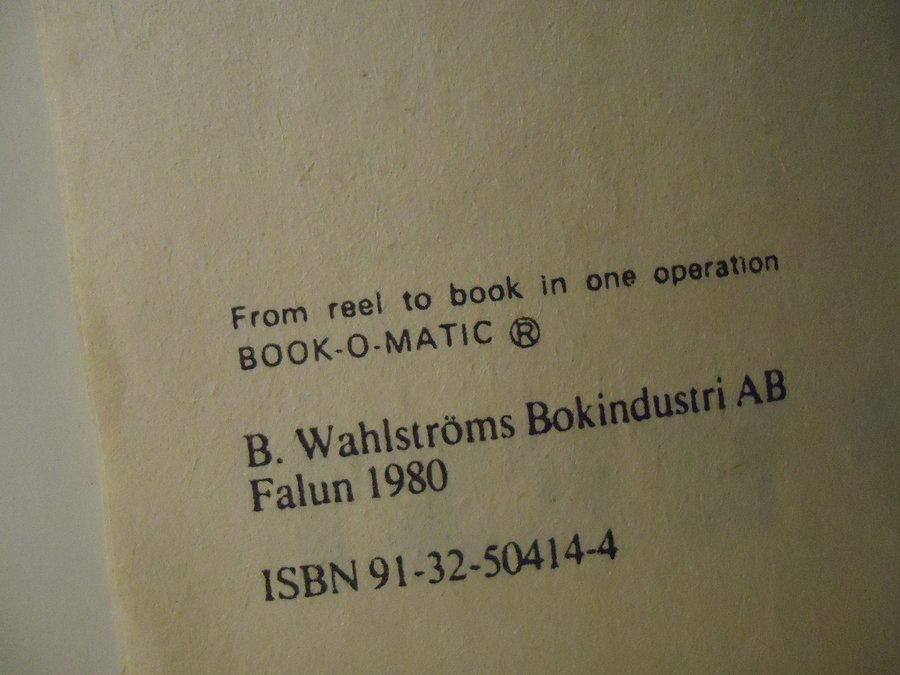 From reel to book in one operation
BOOK-O-MATIC ®
B. Wahlströms Bokindustri AB
Falun 1980
ISBN 91-32-50414-4